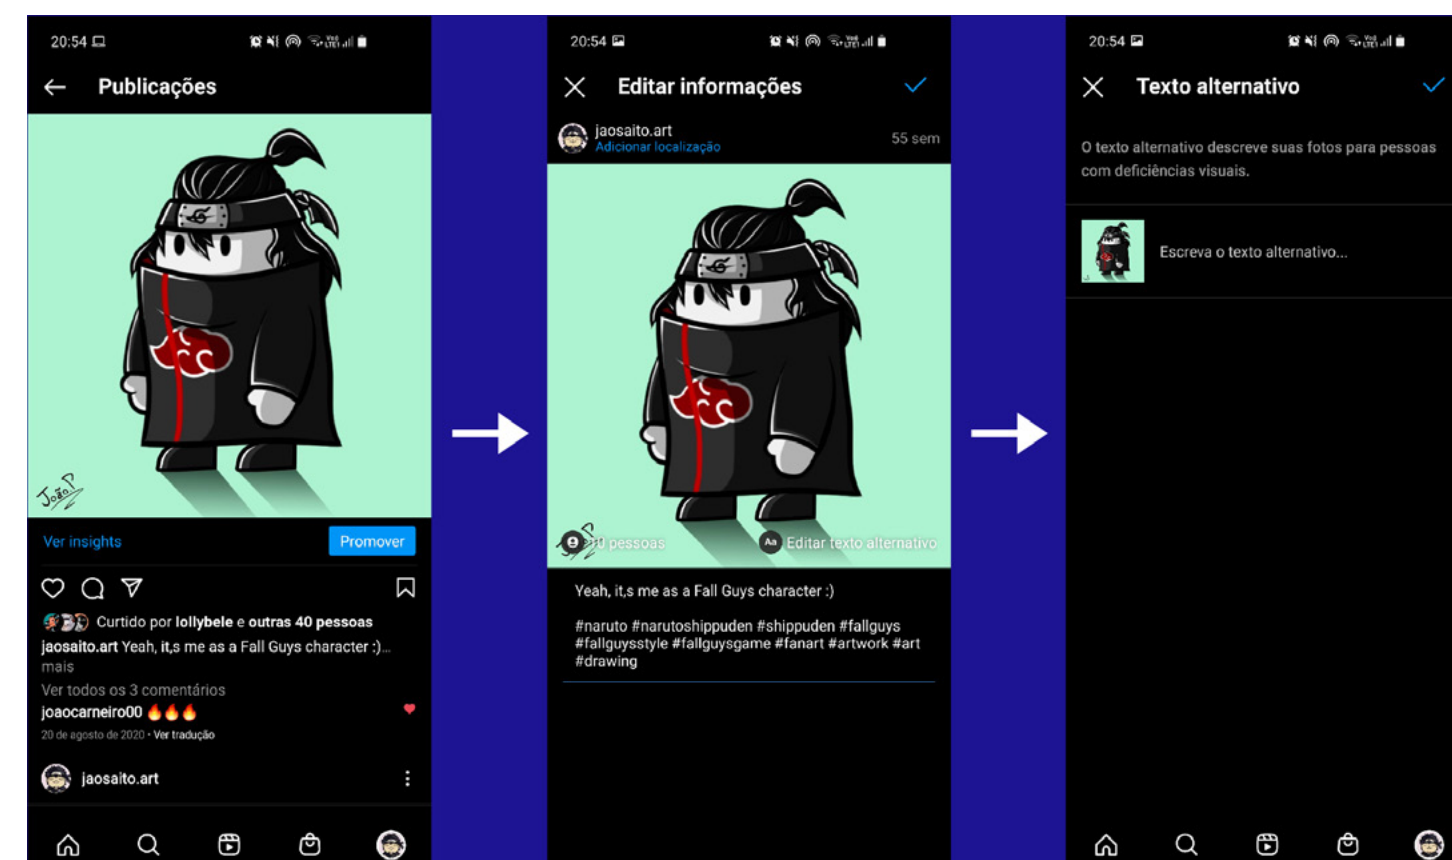 20:54
Publicações
João P
Ver insights
Promover
Curtido por lollybele e outras 40 pessoas
jaosaito.art Yeah, it,s me as a Fall Guys character :)...
mais
Ver todos os 3 comentários
joaocarneiro00 🔥🔥🔥
20 de agosto de 2020 • Ver tradução
jaosaito.art
20:54
Editar informações
jaosaito.art
Adicionar localização
55 sem
pessoas
Aa Editar texto alternativo
Yeah, it,s me as a Fall Guys character :)
#naruto #narutoshippuden #shippuden #fallguys
#fallguysstyle #fallguysgame #fanart #artwork #art
#drawing
20:54
Texto alternativo
O texto alternativo descreve suas fotos para pessoas
com deficiências visuais.
Escreva o texto alternativo...